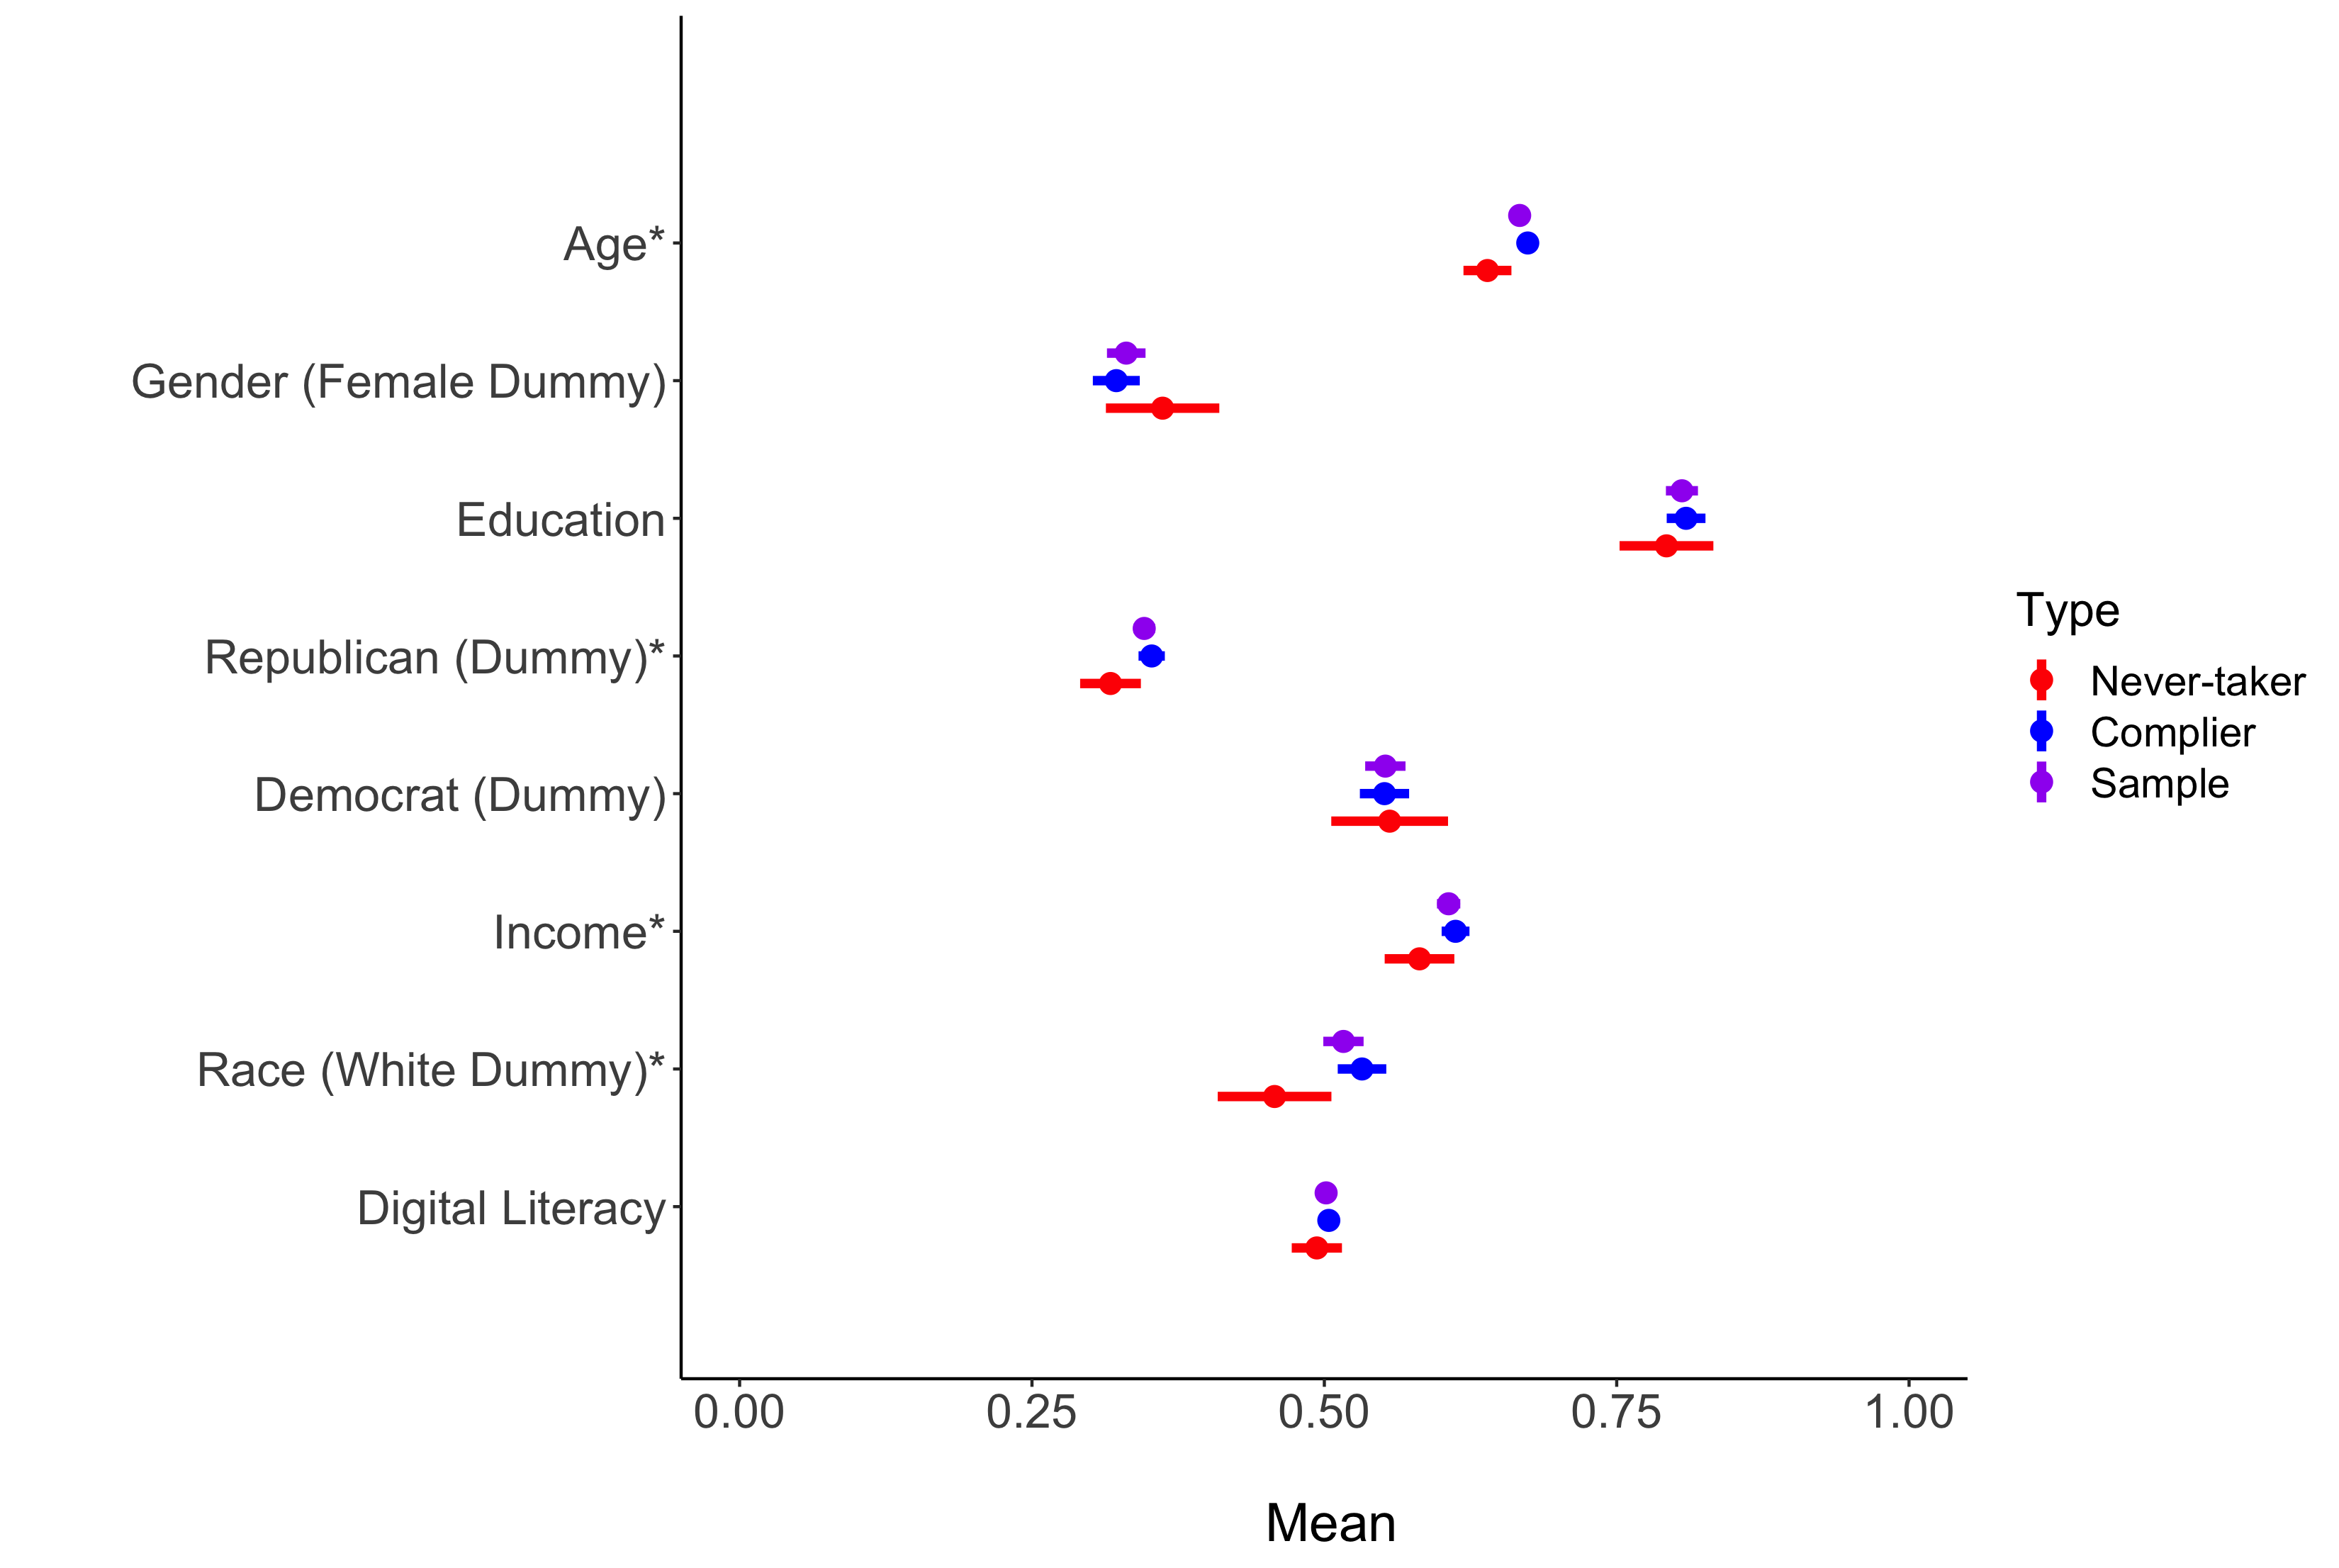 Age*
Gender (Female Dummy)
Education
Republican (Dummy)*
Democrat (Dummy)
Income*
Race (White Dummy)*
Digital Literacy
0.00 0.25 0.50 0.75 1.00
Mean
Type
Never-taker
Complier
Sample